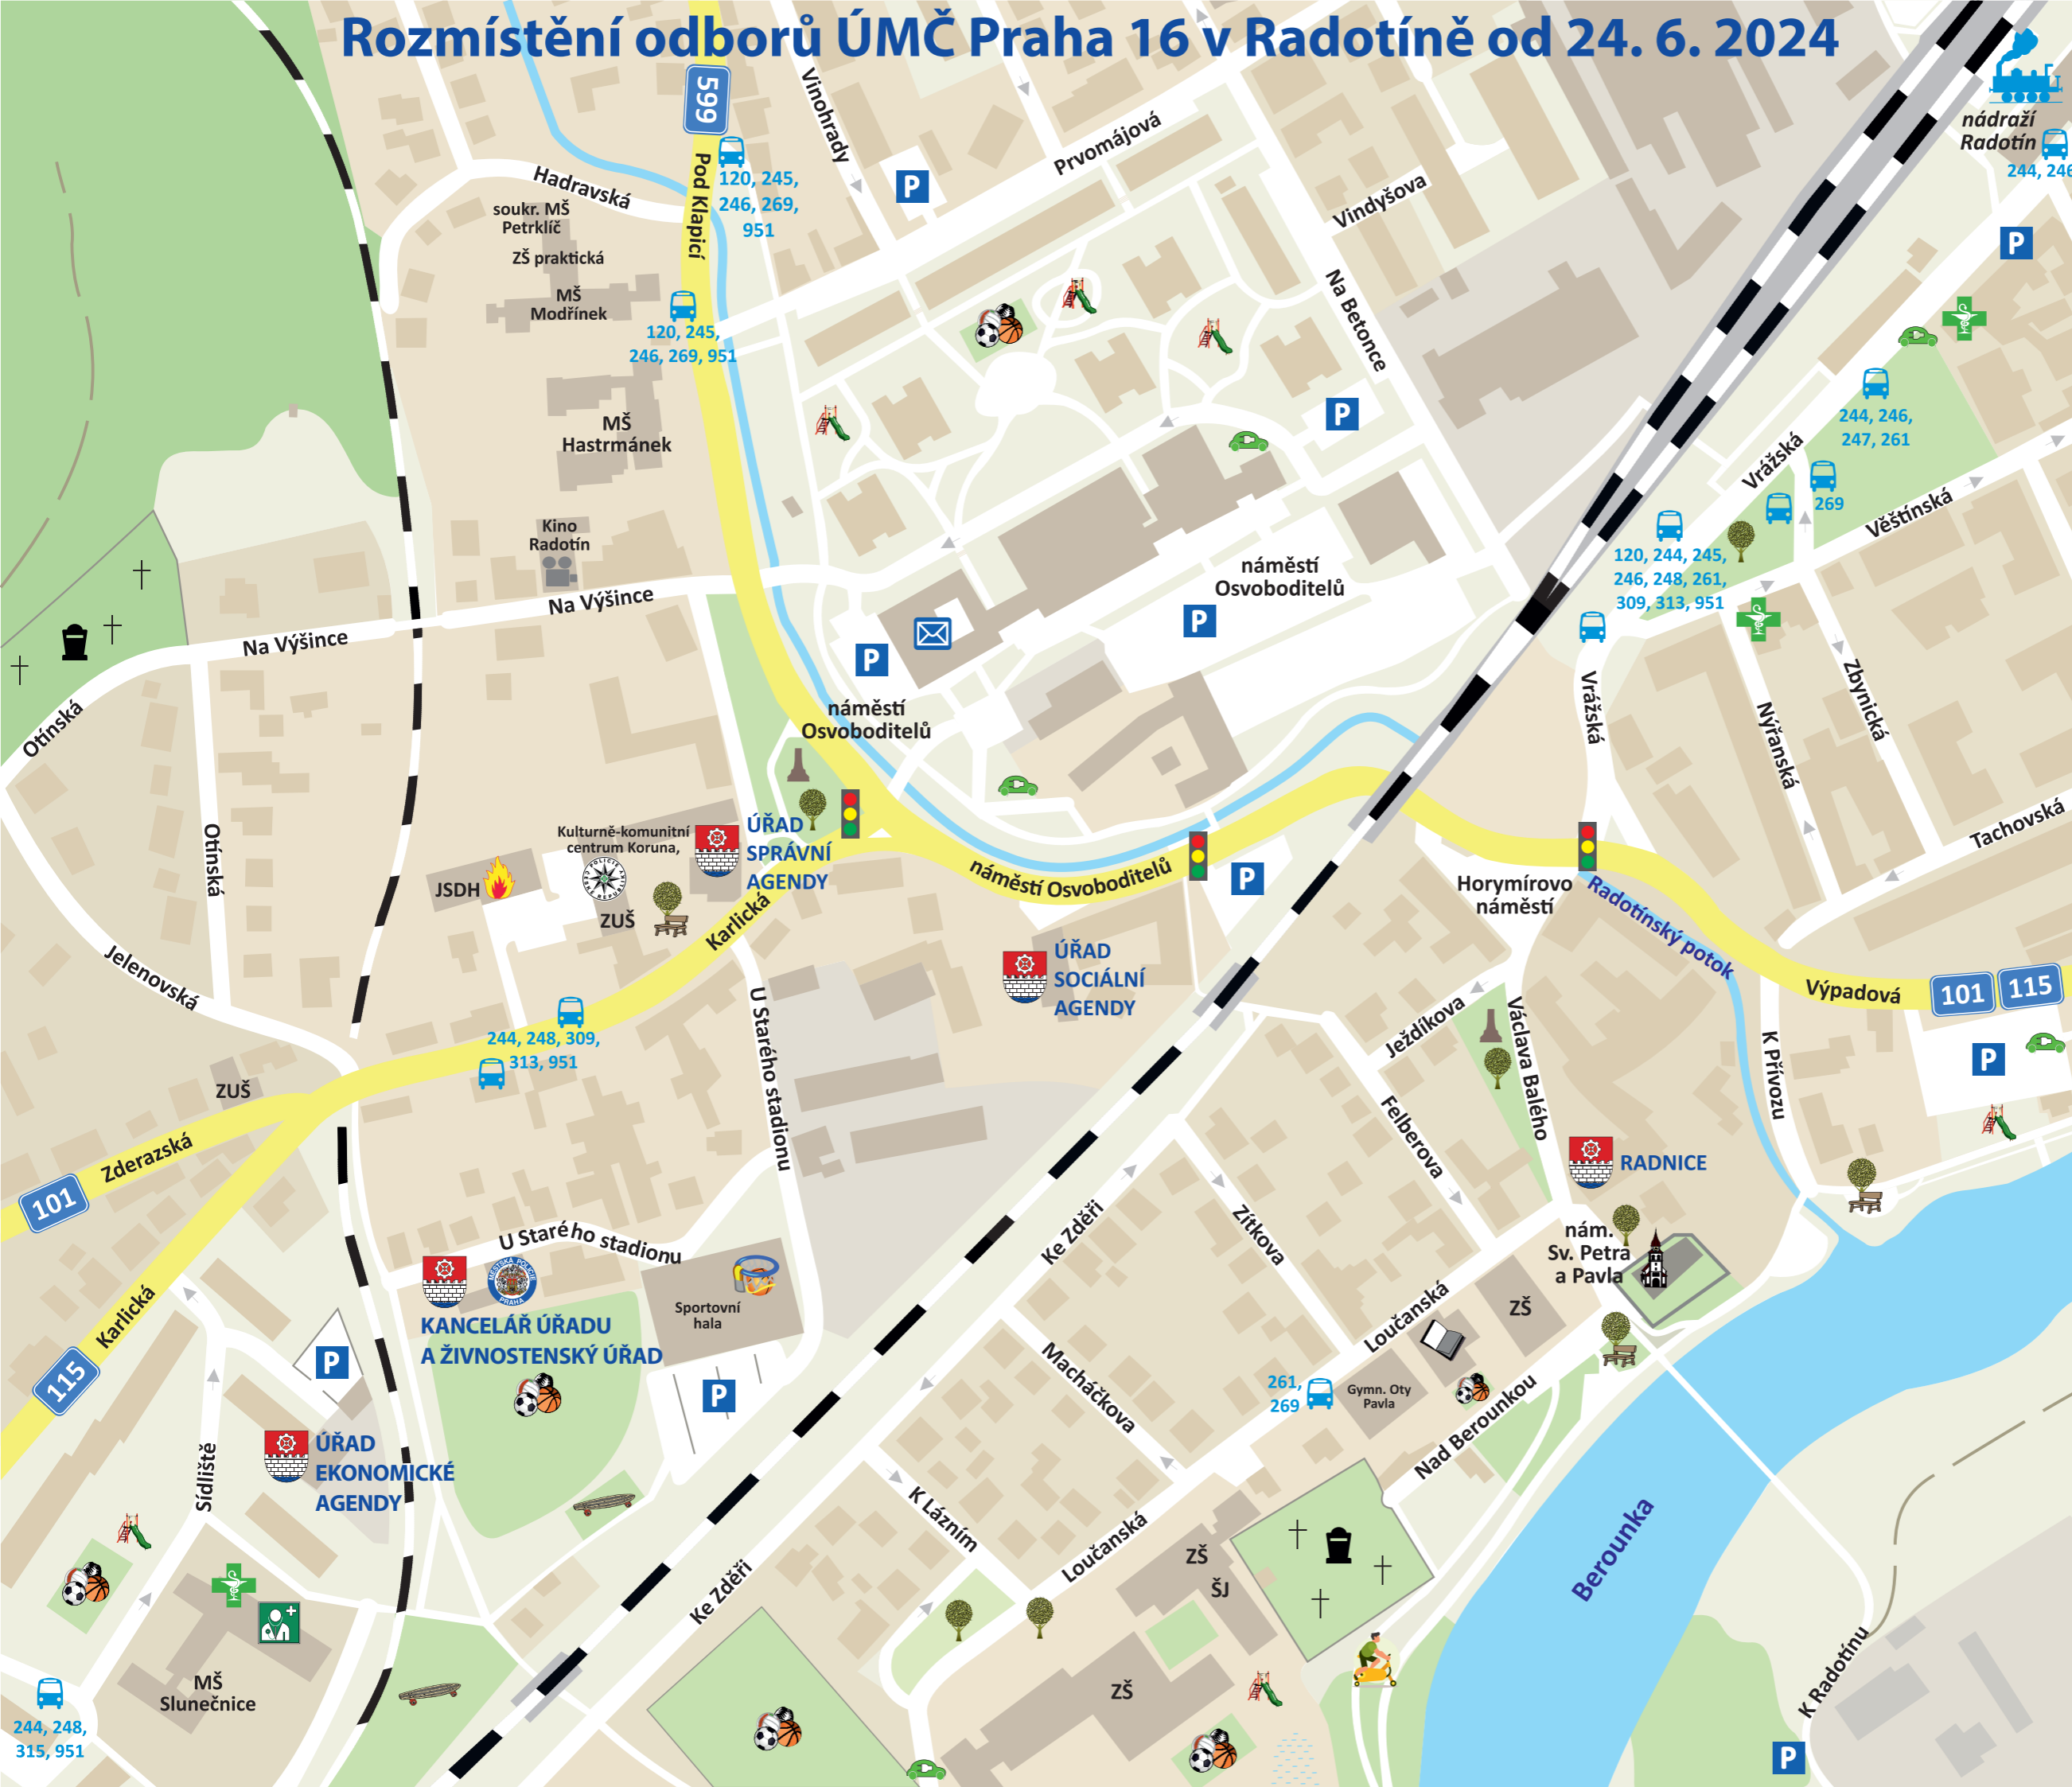 Rozmístění odborů ÚMČ Praha 16 v Radotíně od 24. 6. 2024
599
Vinohrady
Prvomájová
nádraží
Radotín
244, 246
Pod Klapicí
120, 245,
246, 269,
951
Hadravská
soukr. MŠ
Petrklíč
ZŠ praktická
MŠ
Modřínek
P
Vindyšova
P
Na Betonce
120, 245,
246, 269, 951
MŠ
Hastrmánek
P
244, 246,
247, 261
Vrážská
269
Věštínská
Kino
Radotín
120, 244, 245,
246, 248, 261,
309, 313, 951
náměstí
Osvoboditelů
P
Na Výšince
Na Výšince
P
Otínská
náměstí
Osvoboditelů
Vrážská
Zbynická
Nýřanská
Tachovská
Otínská
Kulturně-komunitní
centrum Koruna,
POLICIE
ÚŘAD
SPRÁVNÍ
AGENDY
JSDH
ZUŠ
Karlická
náměstí Osvoboditelů
P
Horymírovo
náměstí
Radotínský potok
Jelenovská
ÚŘAD
SOCIÁLNÍ
AGENDY
Výpadová
101
115
U Starého stadionu
Ježdíkova
Václava Balého
K Přívozu
P
244, 248, 309,
313, 951
ZUŠ
Zderazská
101
Felberova
RADNICE
Ke Zděři
Zítkova
U Starého stadionu
nám.
Sv. Petra
a Pavla
MĚSTSKÁ POLICIE
PRAHA
KANCELÁŘ ÚŘADU
A ŽIVNOSTENSKÝ ÚŘAD
Sportovní
hala
Loučanská
ZŠ
Karlická
115
P
P
Macháčkova
261,
269
Gymn. Oty
Pavla
Nad Berounkou
ÚŘAD
EKONOMICKÉ
AGENDY
Sídliště
K Lázním
Loučanská
Berounka
ZŠ
ŠJ
Ke Zděři
MŠ
Slunečnice
ZŠ
K Radotínu
244, 248,
315, 951
P